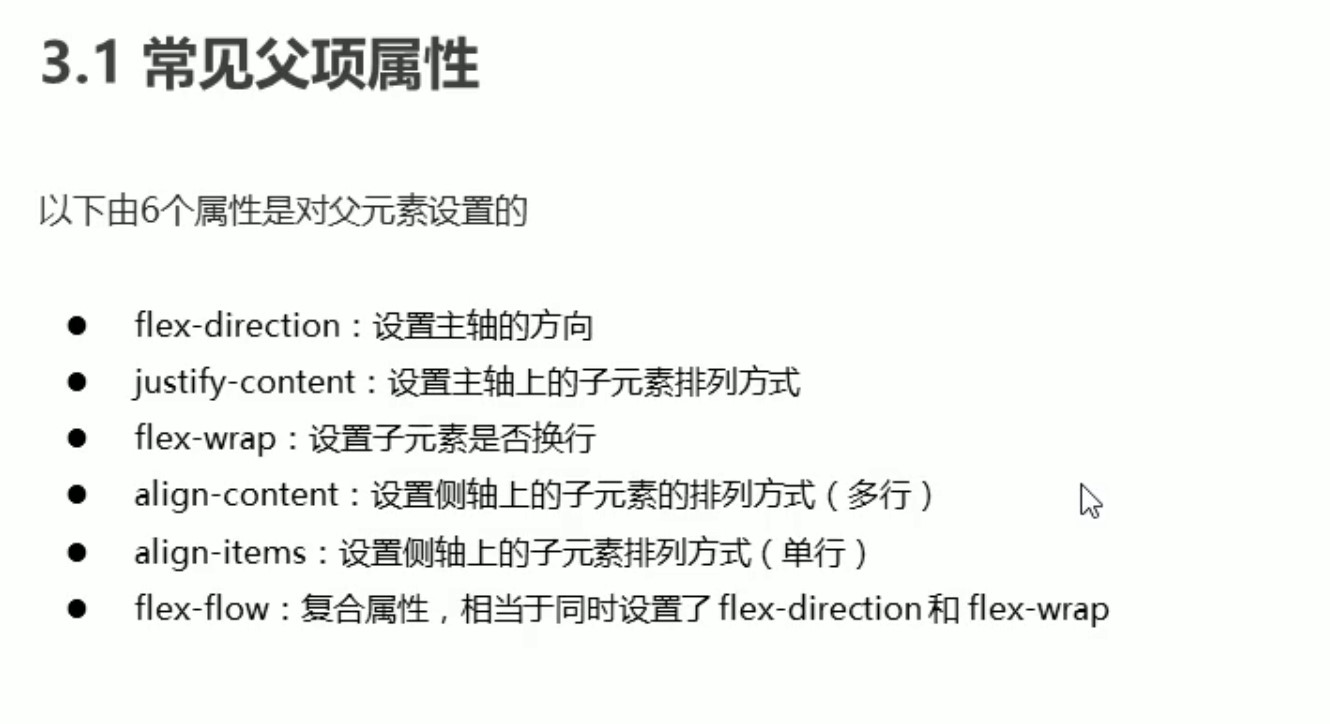 3.1 常见父项属性
以下由6个属性是对父元素设置的
● flex-direction：设置主轴的方向
● justify-content：设置主轴上的子元素排列方式
● flex-wrap：设置子元素是否换行
● align-content：设置侧轴上的子元素的排列方式（多行）
● align-items：设置侧轴上的子元素排列方式（单行）
● flex-flow：复合属性，相当于同时设置了 flex-direction 和 flex-wrap